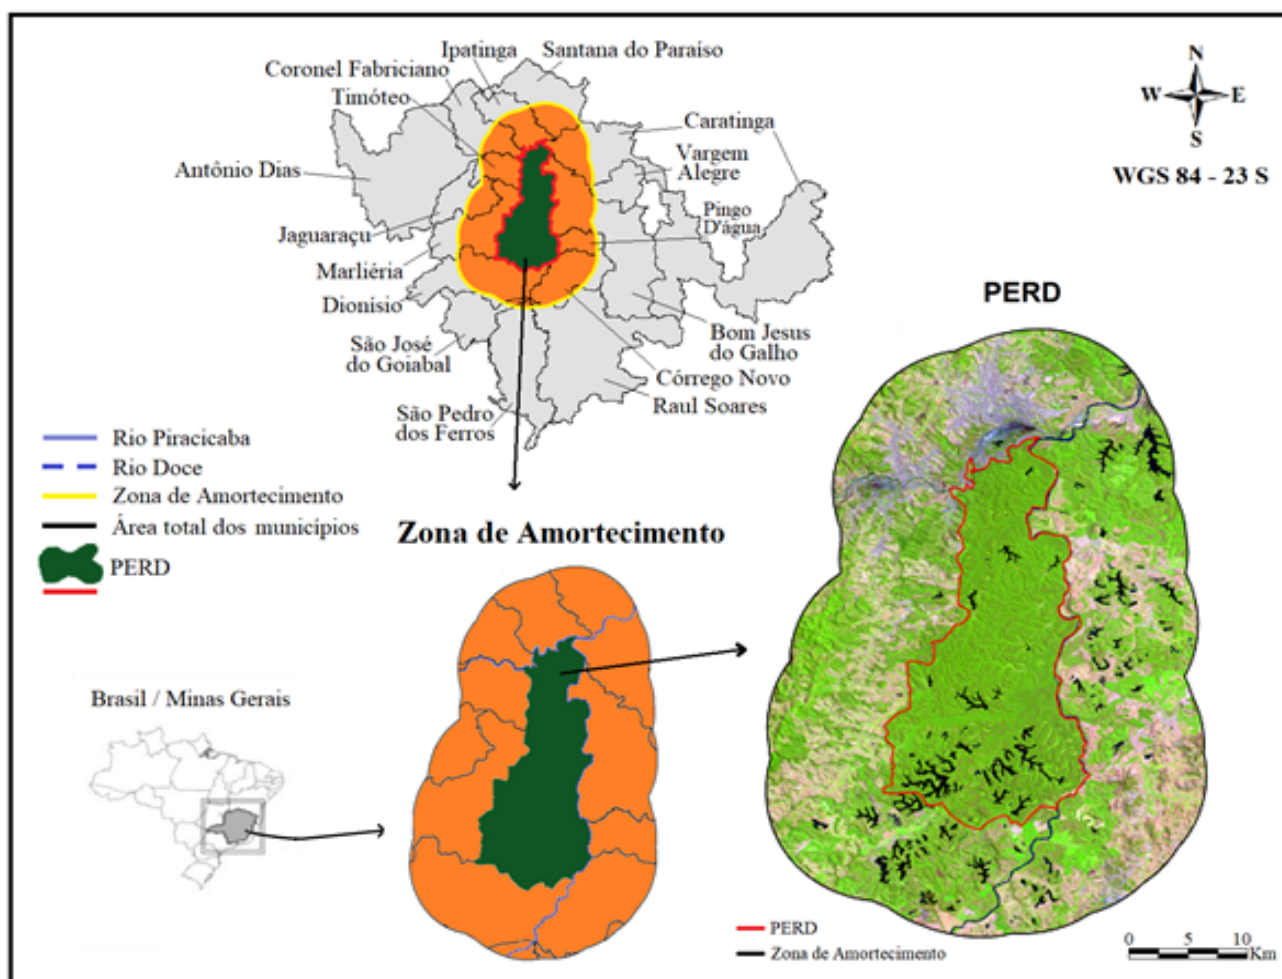 Ipatinga
Santana do Paraíso
Coronel Fabriciano
Timóteo
Caratinga
Vargem
Alegre
Antônio Dias
Pingo
D'água
Jaguaraçu
Marliéria
Dionísio
São José
do Goiabal
Bom Jesus
do Galho
Córrego Novo
Raul Soares
São Pedro
dos Ferros
N
W
E
S
WGS 84 - 23 S
PERD
Rio Piracicaba
Rio Doce
Zona de Amortecimento
Área total dos municípios
PERD
Zona de Amortecimento
Brasil / Minas Gerais
PERD
Zona de Amortecimento
0 5 10
Km